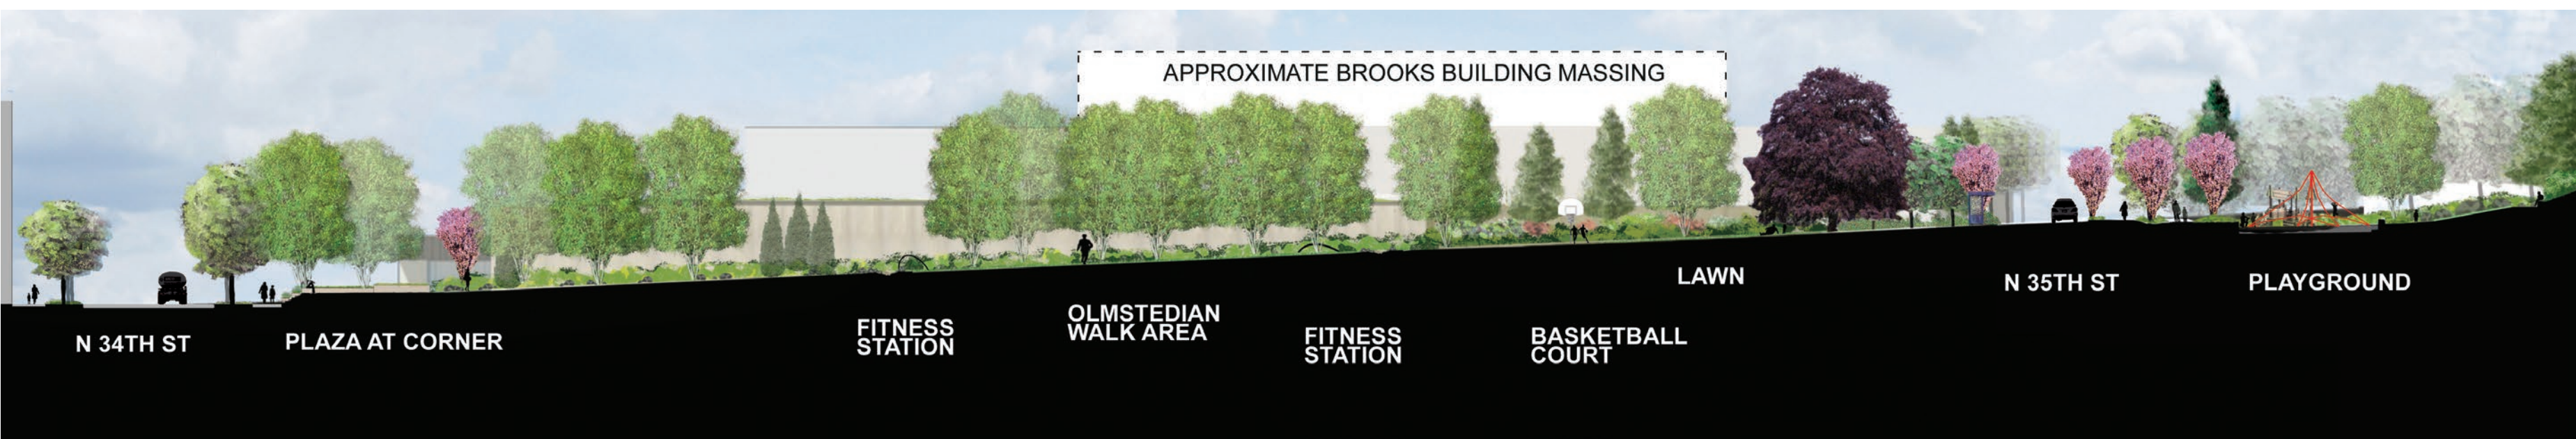 APPROXIMATE BROOKS BUILDING MASSING
N 34TH ST
PLAZA AT CORNER
FITNESS
STATION
OLMSTEDIAN
WALK AREA
FITNESS
STATION
BASKETBALL
COURT
LAWN
N 35TH ST
PLAYGROUND